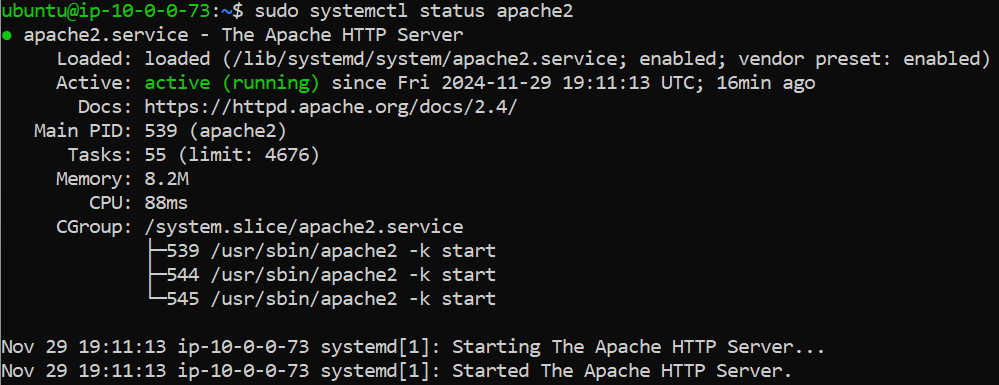 ubuntu@ip-10-0-0-73:~$ sudo systemctl status apache2
● apache2.service - The Apache HTTP Server
     Loaded: loaded (/lib/systemd/system/apache2.service; enabled; vendor preset: enabled)
     Active: active (running) since Fri 2024-11-29 19:11:13 UTC; 16min ago
       Docs: https://httpd.apache.org/docs/2.4/
   Main PID: 539 (apache2)
      Tasks: 55 (limit: 4676)
     Memory: 8.2M
        CPU: 88ms
     CGroup: /system.slice/apache2.service
             ├─539 /usr/sbin/apache2 -k start
             ├─544 /usr/sbin/apache2 -k start
             └─545 /usr/sbin/apache2 -k start

Nov 29 19:11:13 ip-10-0-0-73 systemd[1]: Starting The Apache HTTP Server...
Nov 29 19:11:13 ip-10-0-0-73 systemd[1]: Started The Apache HTTP Server.